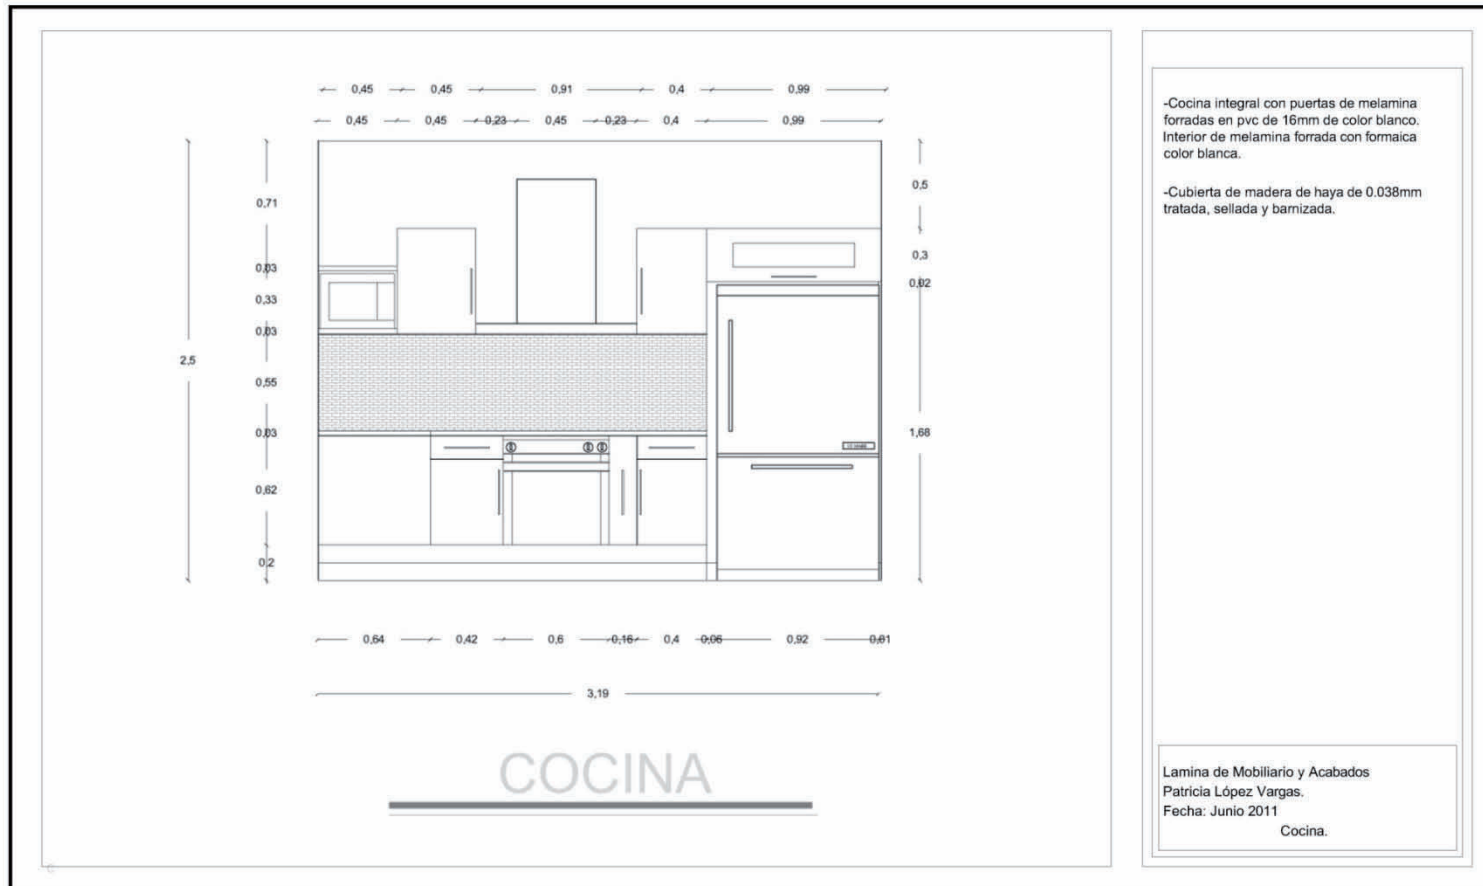 0,45 0,45 0,91 0,4 0,99
0,45 0,45 0,23 0,45 0,23 0,4 0,99
2,5
0,71
0,03
0,33
0,03
0,55
0,03
0,62
0,2
0,5
0,3
0,02
1,68
0,64 0,42 0,6 0,16 0,4 0,06 0,92 0,01
3,19
COCINA
-Cocina integral con puertas de melamina
forradas en pvc de 16mm de color blanco.
Interior de melamina forrada con formaica
color blanca.
-Cubierta de madera de haya de 0.038mm
tratada, sellada y barnizada.
Lamina de Mobiliario y Acabados
Patricia López Vargas.
Fecha: Junio 2011
Cocina.